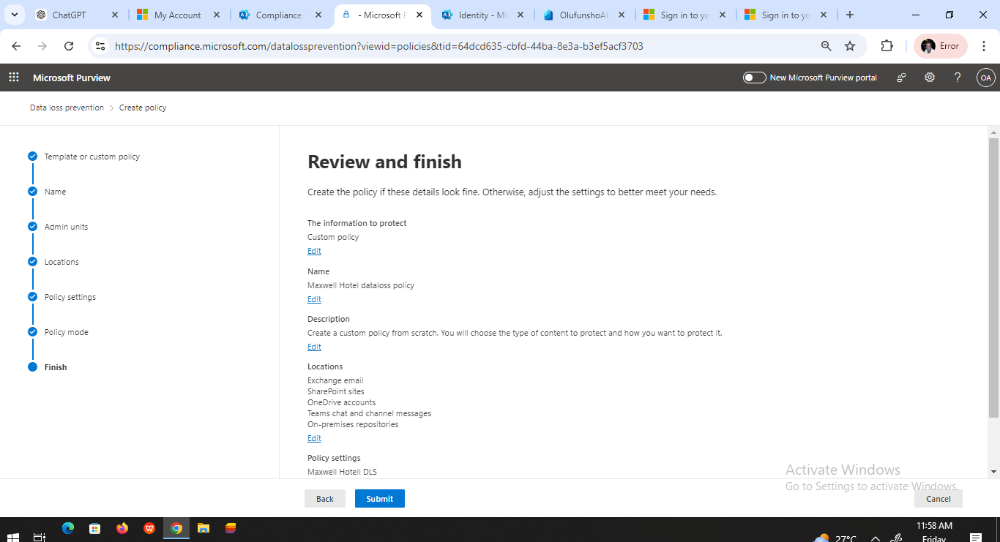 ChatGPT
My Account
Compliance
- Microsoft P
Identity - Mi
OlufunshoAf
Sign in to yo
Sign in to yo
https://compliance.microsoft.com/datalossprevention?viewid=policies&tid=64dcd635-cbfd-44ba-8e3a-b3ef5acf3703
Error
Microsoft Purview
New Microsoft Purview portal
OA
Data loss prevention > Create policy
Template or custom policy
Name
Admin units
Locations
Policy settings
Policy mode
Finish
Review and finish
Create the policy if these details look fine. Otherwise, adjust the settings to better meet your needs.
The information to protect
Custom policy
Edit
Name
Maxwell Hotel dataloss policy
Edit
Description
Create a custom policy from scratch. You will choose the type of content to protect and how you want to protect it.
Edit
Locations
Exchange email
SharePoint sites
OneDrive accounts
Teams chat and channel messages
On-premises repositories
Edit
Policy settings
Maxwell Hotell DLS
Activate Windows
Go to Settings to activate Windows.
Back
Submit
Cancel
27°C
11:58 AM
Friday